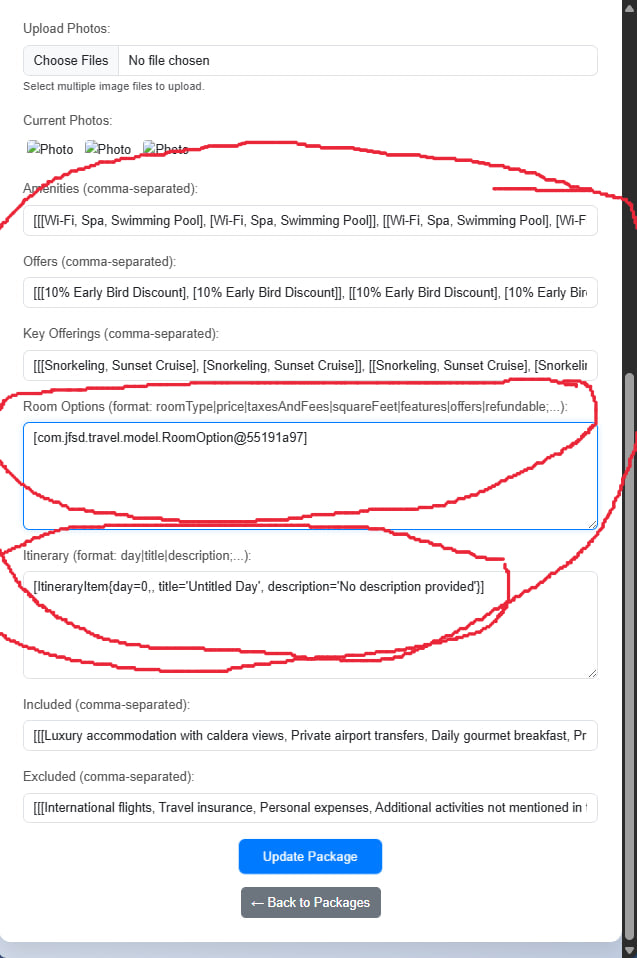 Upload Photos:
Choose Files No file chosen
Select multiple image files to upload.
Current Photos:
Photo Photo Photo
Amenities (comma-separated):
[[[Wi-Fi, Spa, Swimming Pool], [Wi-Fi, Spa, Swimming Pool]], [[Wi-Fi, Spa, Swimming Pool], [Wi-F
Offers (comma-separated):
[[[10% Early Bird Discount], [10% Early Bird Discount]], [[10% Early Bird Discount], [10% Early Bir
Key Offerings (comma-separated):
[[[Snorkeling, Sunset Cruise], [Snorkeling, Sunset Cruise]], [[Snorkeling, Sunset Cruise], [Snorkelin
Room Options (format: roomType|price|taxesAndFees|squareFeet|features|offers|refundable;...):
[com.jfsd.travel.model.RoomOption@55191a97]
Itinerary (format: day|title|description;...):
[ItineraryItem{day=0,, title='Untitled Day', description='No description provided'}]
Included (comma-separated):
[[[Luxury accommodation with caldera views, Private airport transfers, Daily gourmet breakfast, Pr
Excluded (comma-separated):
[[[International flights, Travel insurance, Personal expenses, Additional activities not mentioned in
Update Package
← Back to Packages